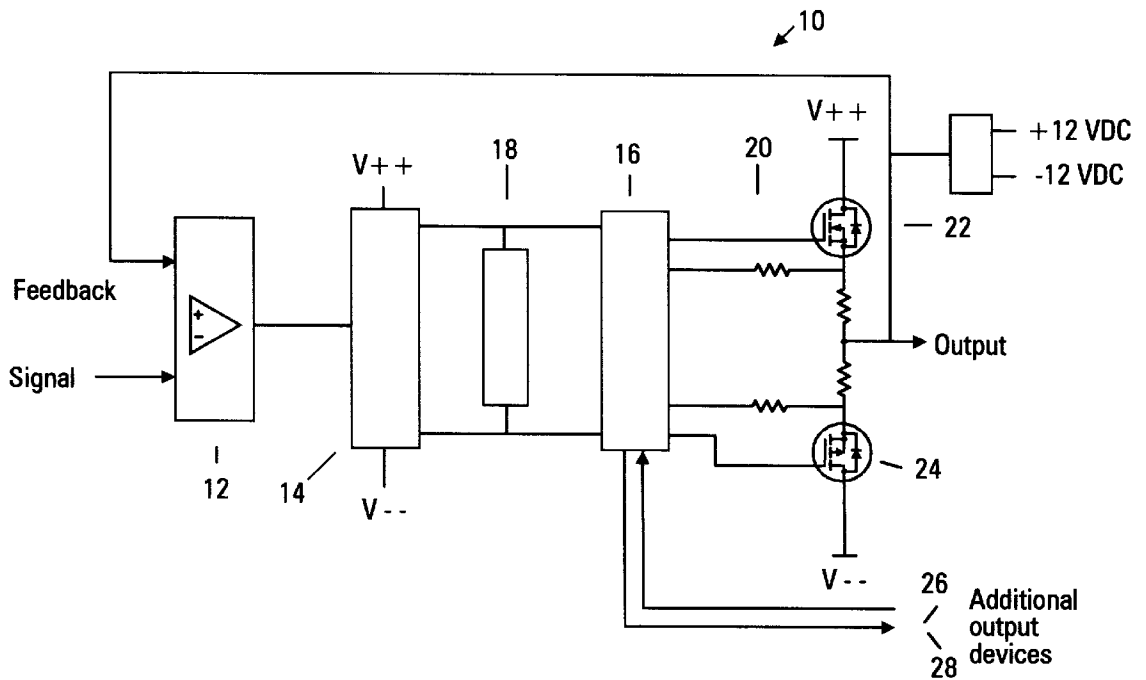 10
V++
+12 VDC
-12 VDC
V++
18
16
20
22
Feedback
+
-
Signal
Output
12
14
V--
24
V--
26
Additional
output
devices
28